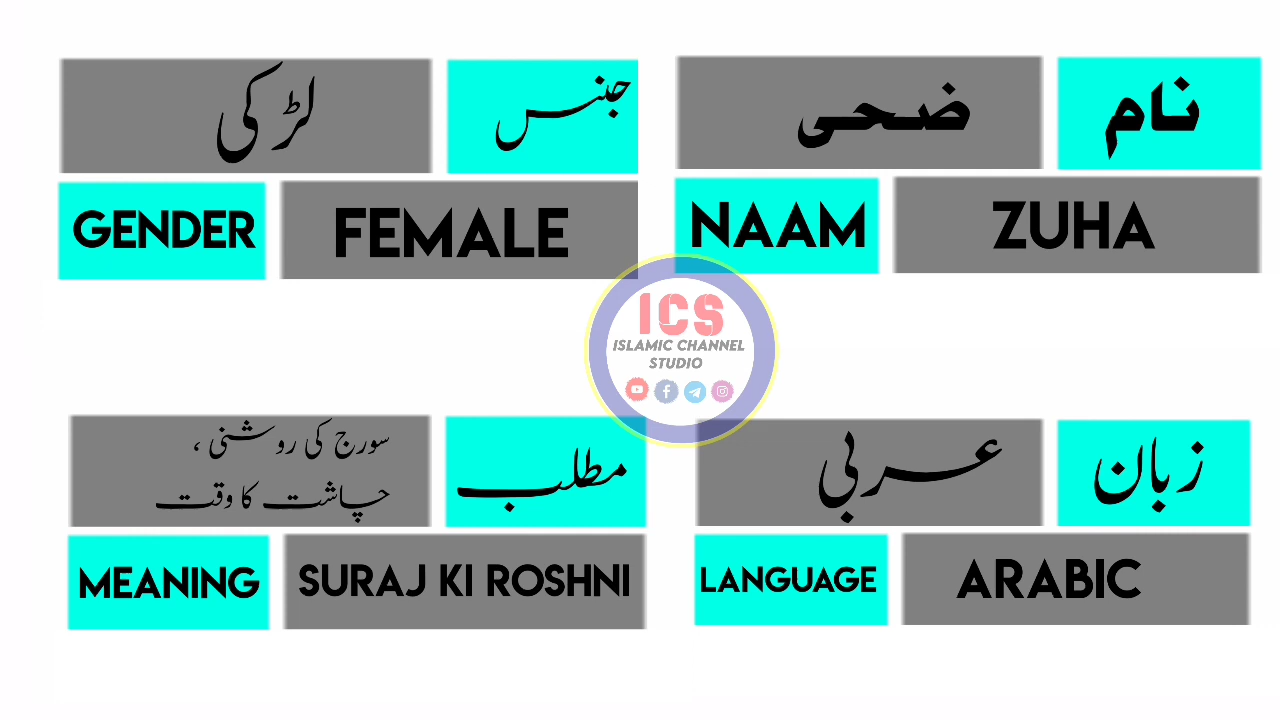 نام
ضحی
NAAM
ZUHA
جنس
لڑکی
GENDER
FEMALE
ICS
ISLAMIC CHANNEL
STUDIO
زبان
عربی
LANGUAGE
ARABIC
مطلب
سورج کی روشنی ،
چاشت کا وقت
MEANING
SURAJ KI ROSHNI